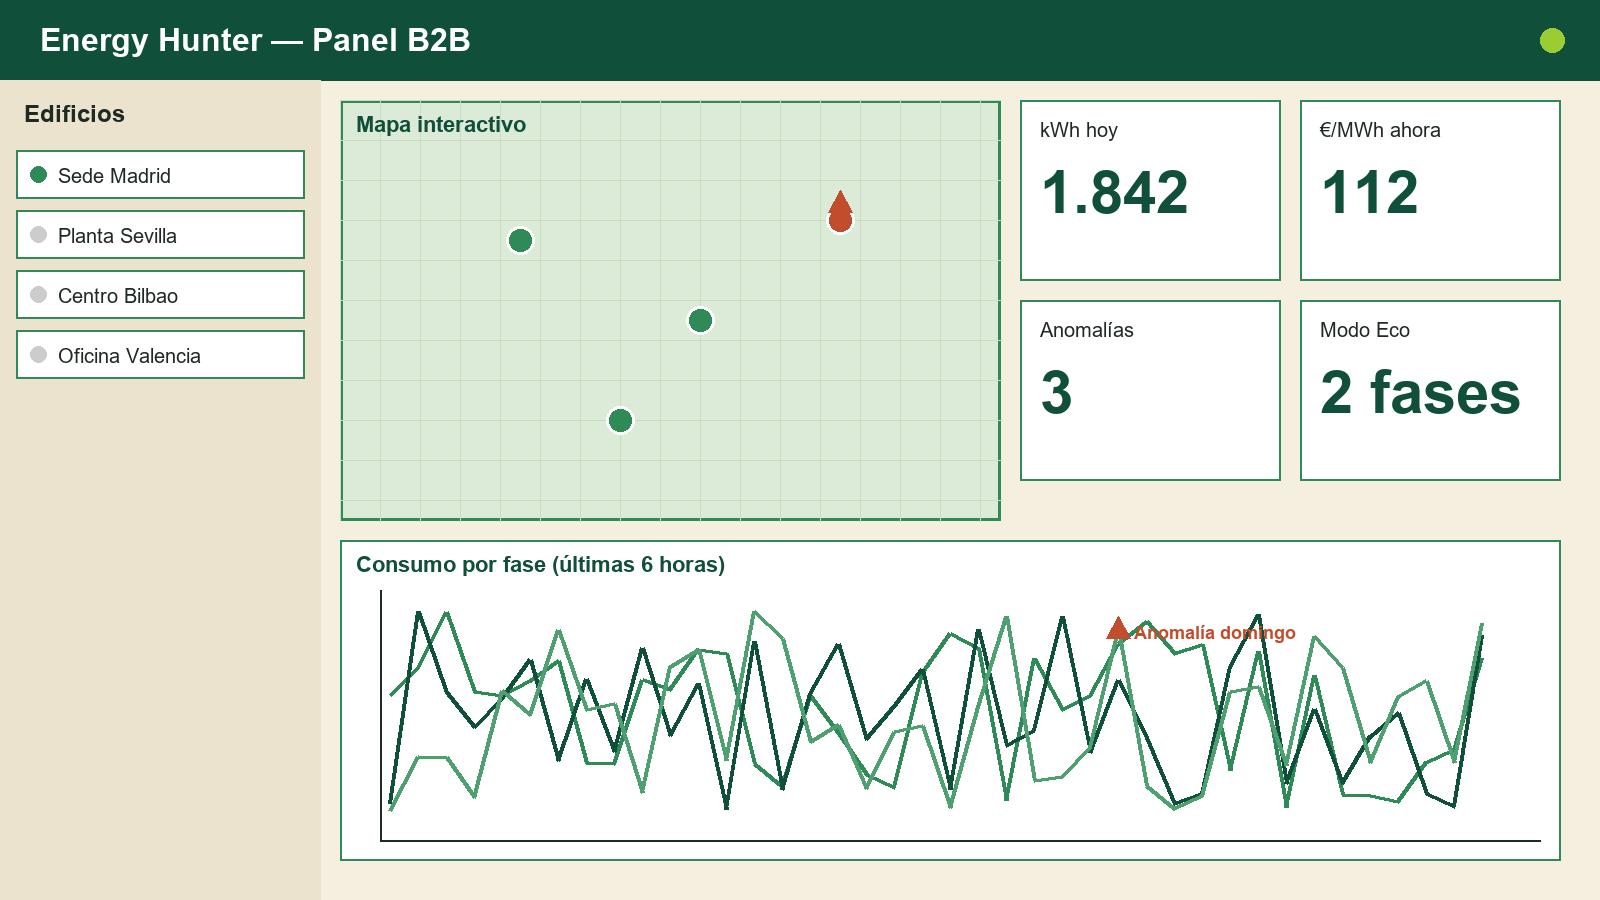 Energy Hunter — Panel B2B
Edificios
Sede Madrid
Planta Sevilla
Centro Bilbao
Oficina Valencia
Mapa interactivo
kWh hoy
1.842
€/MWh ahora
112
Anomalías
3
Modo Eco
2 fases
Consumo por fase (últimas 6 horas)
Anomalía domingo